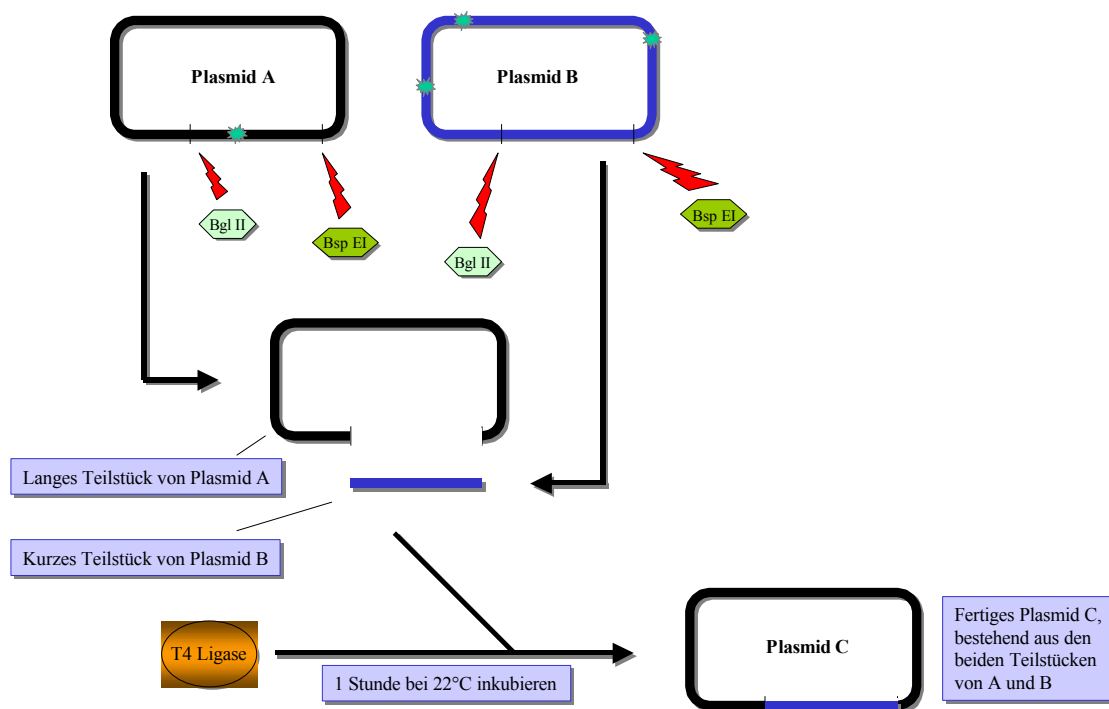 Plasmid A
Plasmid B
Bgl II
Bsp EI
Bgl II
Bsp EI
Langes Teilstück von Plasmid A
Kurzes Teilstück von Plasmid B
T4 Ligase
1 Stunde bei 22°C inkubieren
Plasmid C
Fertiges Plasmid C,
bestehend aus den
beiden Teilstücken
von A und B